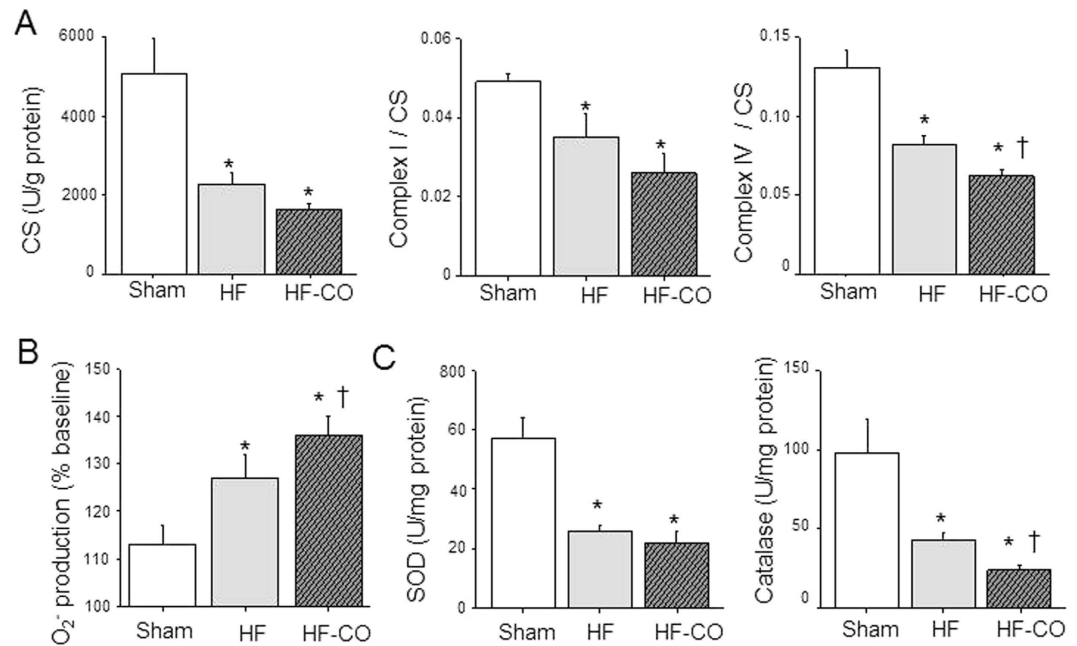 A
CS (U/g protein)
6000
4000
2000
0
*
*
Sham HF HF-CO
Complex I / CS
0.06
0.04
0.02
0
*
*
Sham HF HF-CO
Complex IV / CS
0.15
0.10
0.05
0
*
* †
Sham HF HF-CO
B
O2- production (% baseline)
150
140
130
120
110
100
*
* †
Sham HF HF-CO
C
SOD (U/mg protein)
800
60
40
20
0
*
*
Sham HF HF-CO
Catalase (U/mg protein)
150
100
50
0
*
* †
Sham HF HF-CO